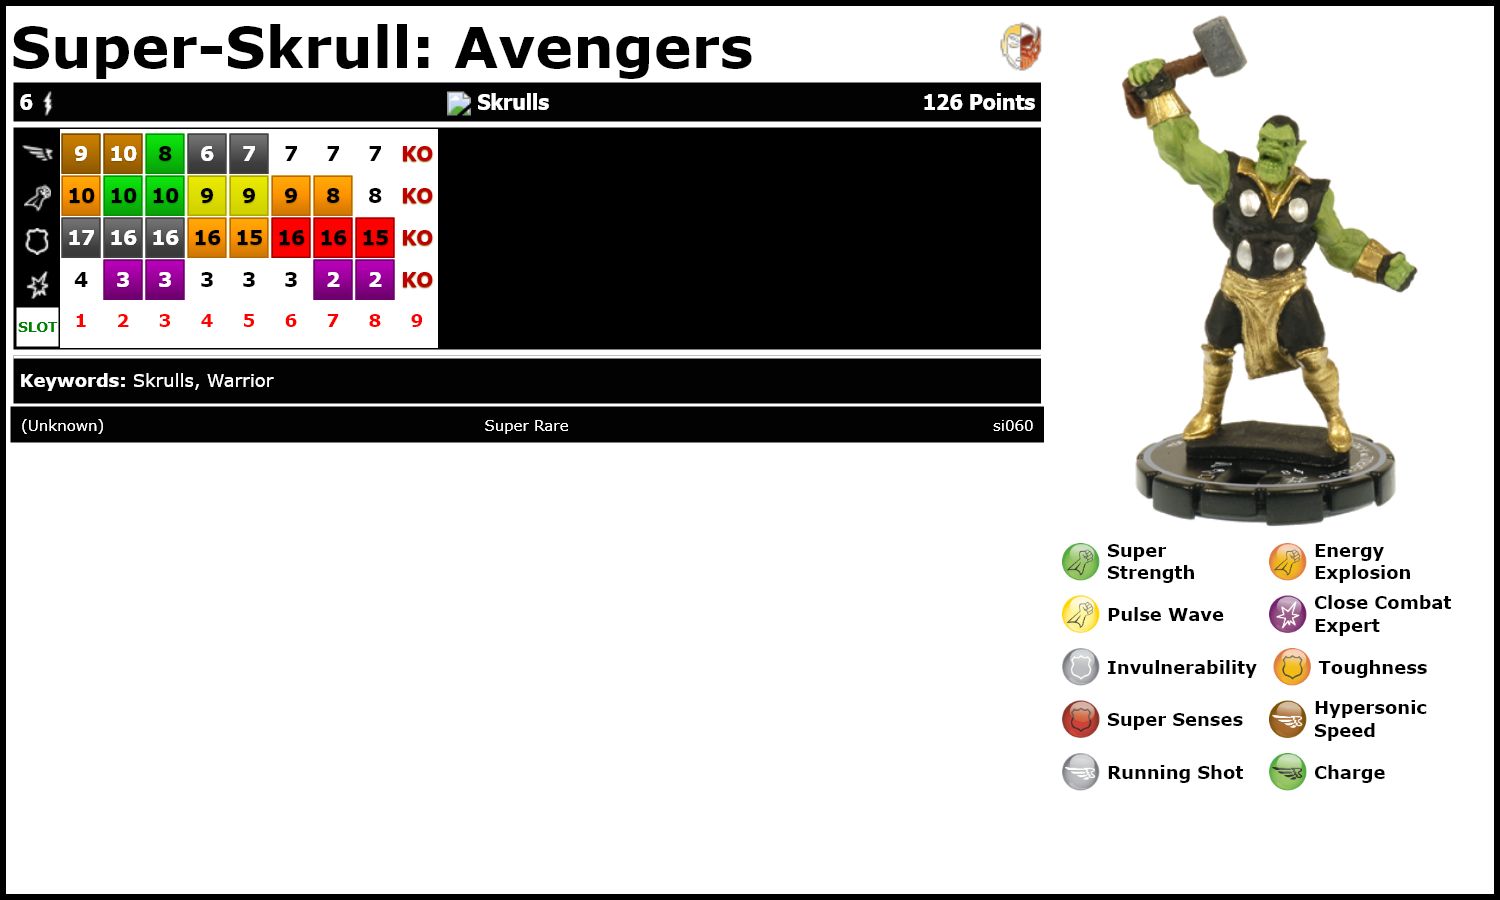 Super-Skrull: Avengers
6 Skrulls 126 Points
9 10 8 6 7 7 7 7 KO
10 10 10 9 9 9 8 8 KO
17 16 16 16 15 16 16 15 KO
4 3 3 3 3 3 2 2 KO
SLOT 1 2 3 4 5 6 7 8 9
Keywords: Skrulls, Warrior
(Unknown) Super Rare si060
Super
Strength
Energy
Explosion
Pulse Wave
Close Combat
Expert
Invulnerability
Toughness
Super Senses
Hypersonic
Speed
Running Shot
Charge